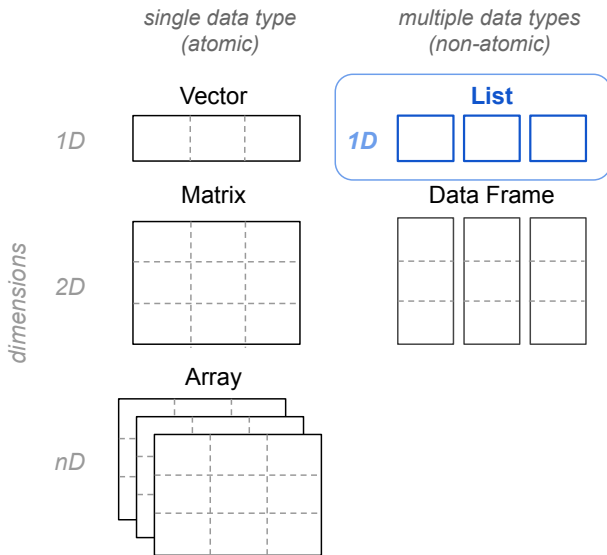 single data type
(atomic)
multiple data types
(non-atomic)
Vector
List
1D
1D
Matrix
Data Frame
dimensions
2D
Array
nD